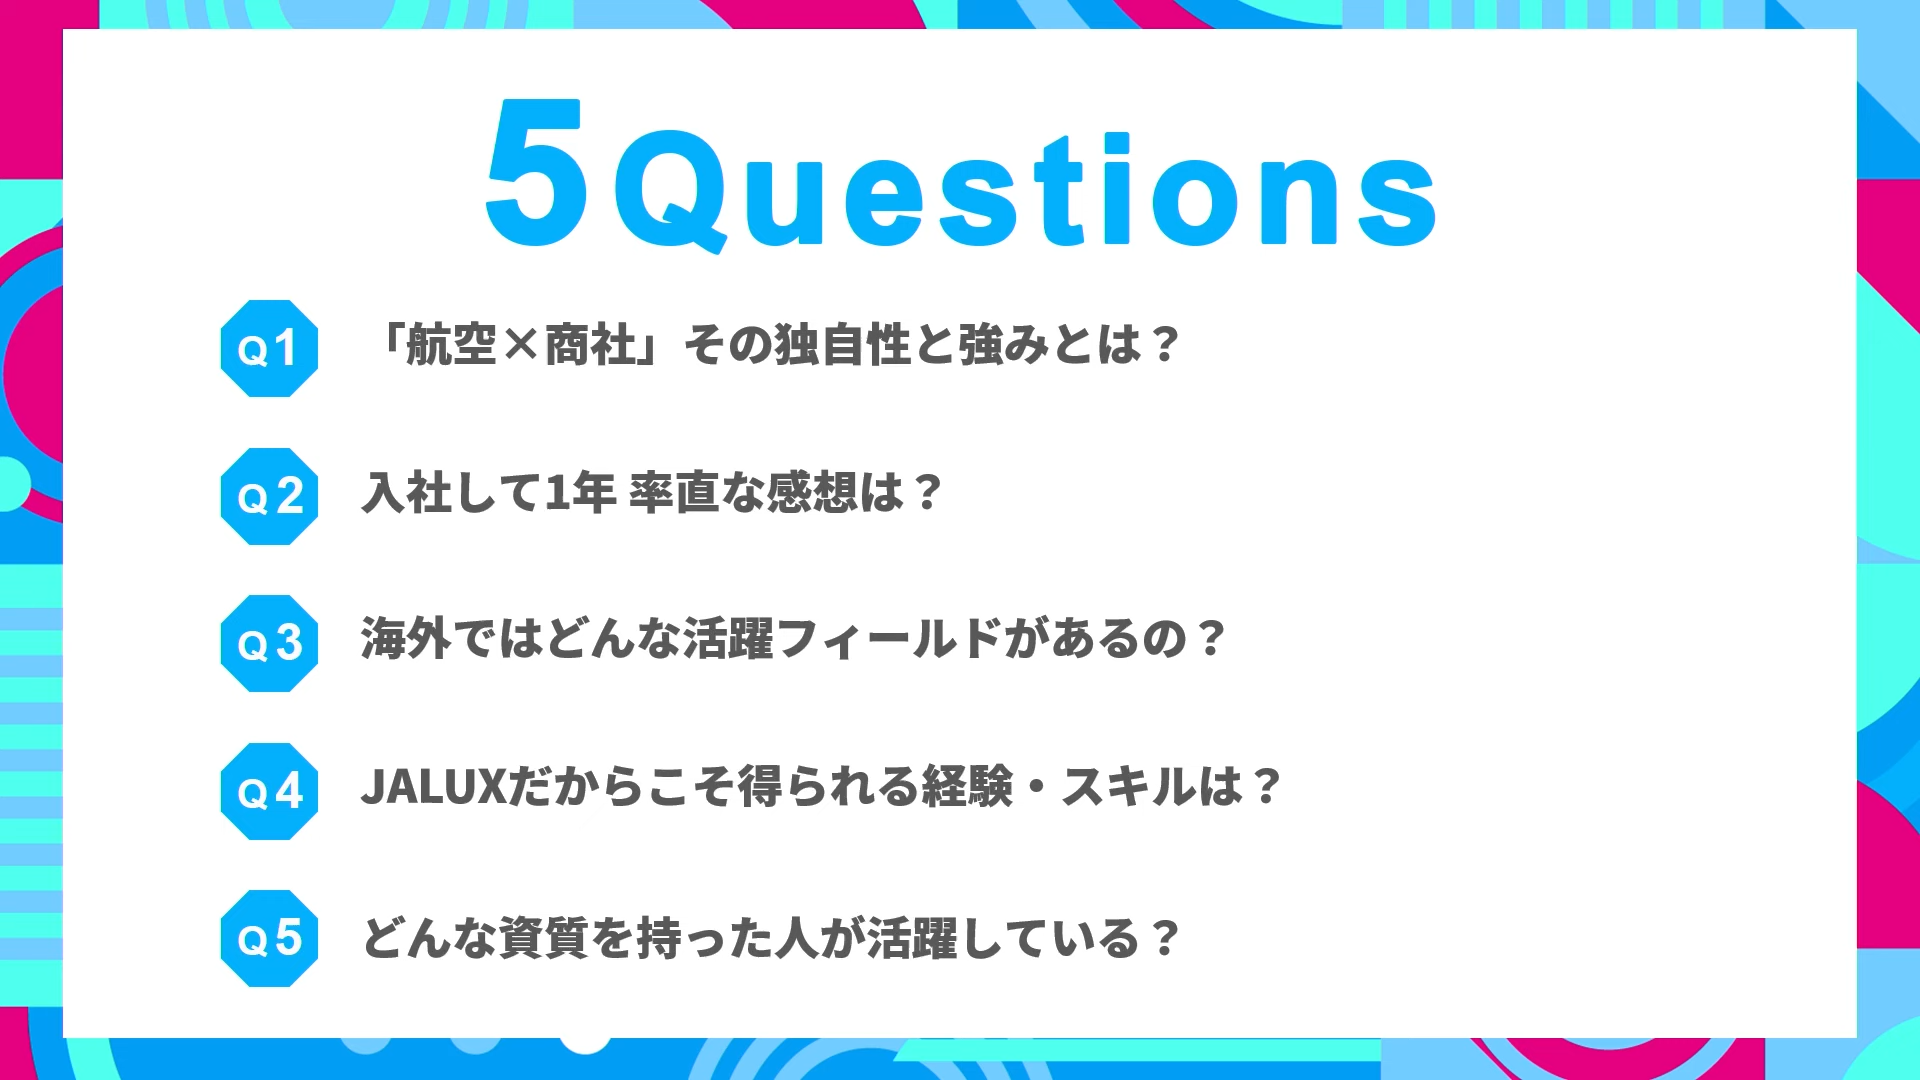 5Questions
Q1 「航空×商社」その独自性と強みとは？
Q2 入社して1年 率直な感想は？
Q3 海外ではどんな活躍フィールドがあるの？
Q4 JALUXだからこそ得られる経験・スキルは？
Q5 どんな資質を持った人が活躍している？